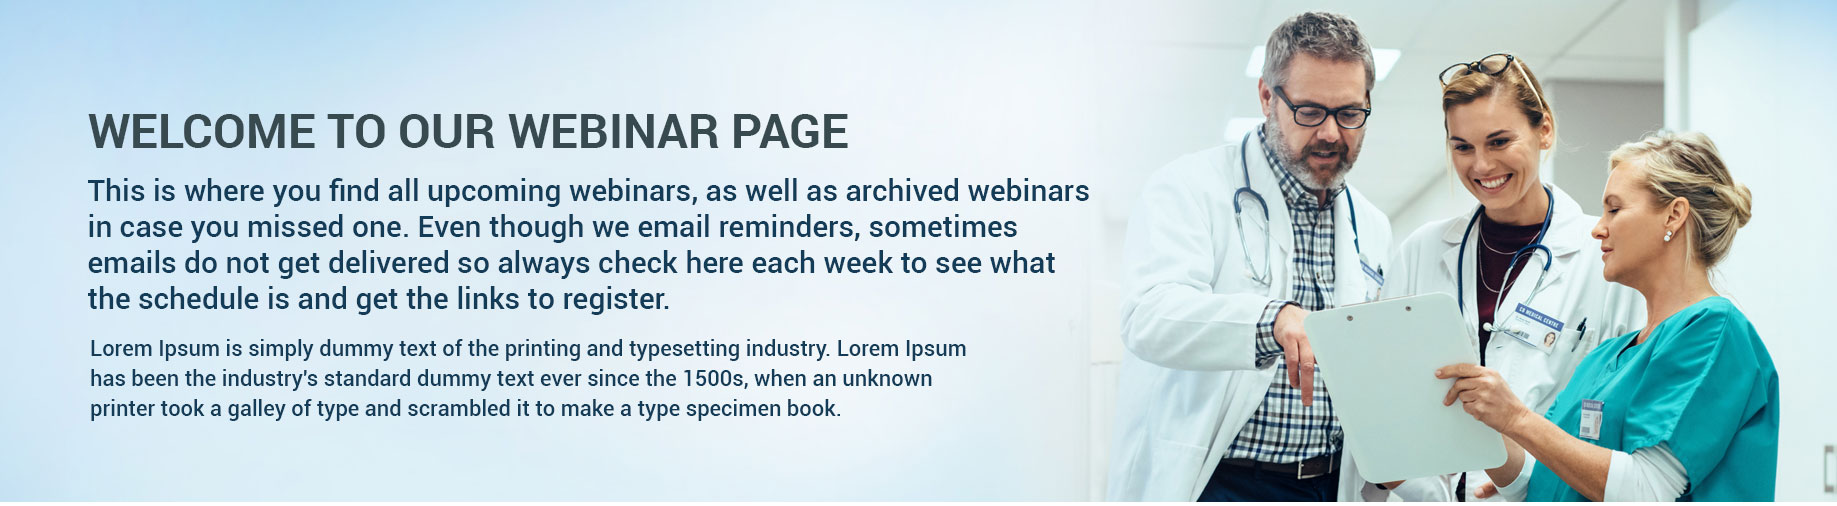 WELCOME TO OUR WEBINAR PAGE
This is where you find all upcoming webinars, as well as archived webinars
in case you missed one. Even though we email reminders, sometimes
emails do not get delivered so always check here each week to see what
the schedule is and get the links to register.
Lorem Ipsum is simply dummy text of the printing and typesetting industry. Lorem Ipsum
has been the industry's standard dummy text ever since the 1500s, when an unknown
printer took a galley of type and scrambled it to make a type specimen book.
MEDICAL CENTRE